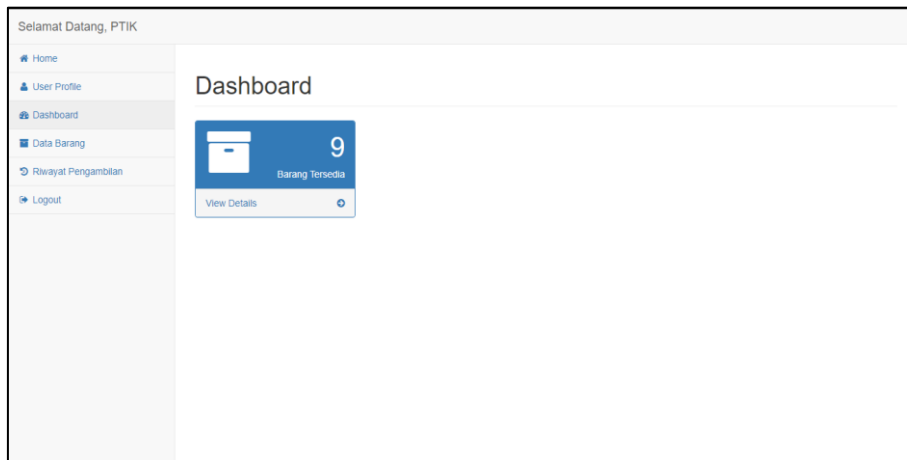 Selamat Datang, PTIK
Home
User Profile
Dashboard
Data Barang
Riwayat Pengambilan
Logout
Dashboard
9
Barang Tersedia
View Details